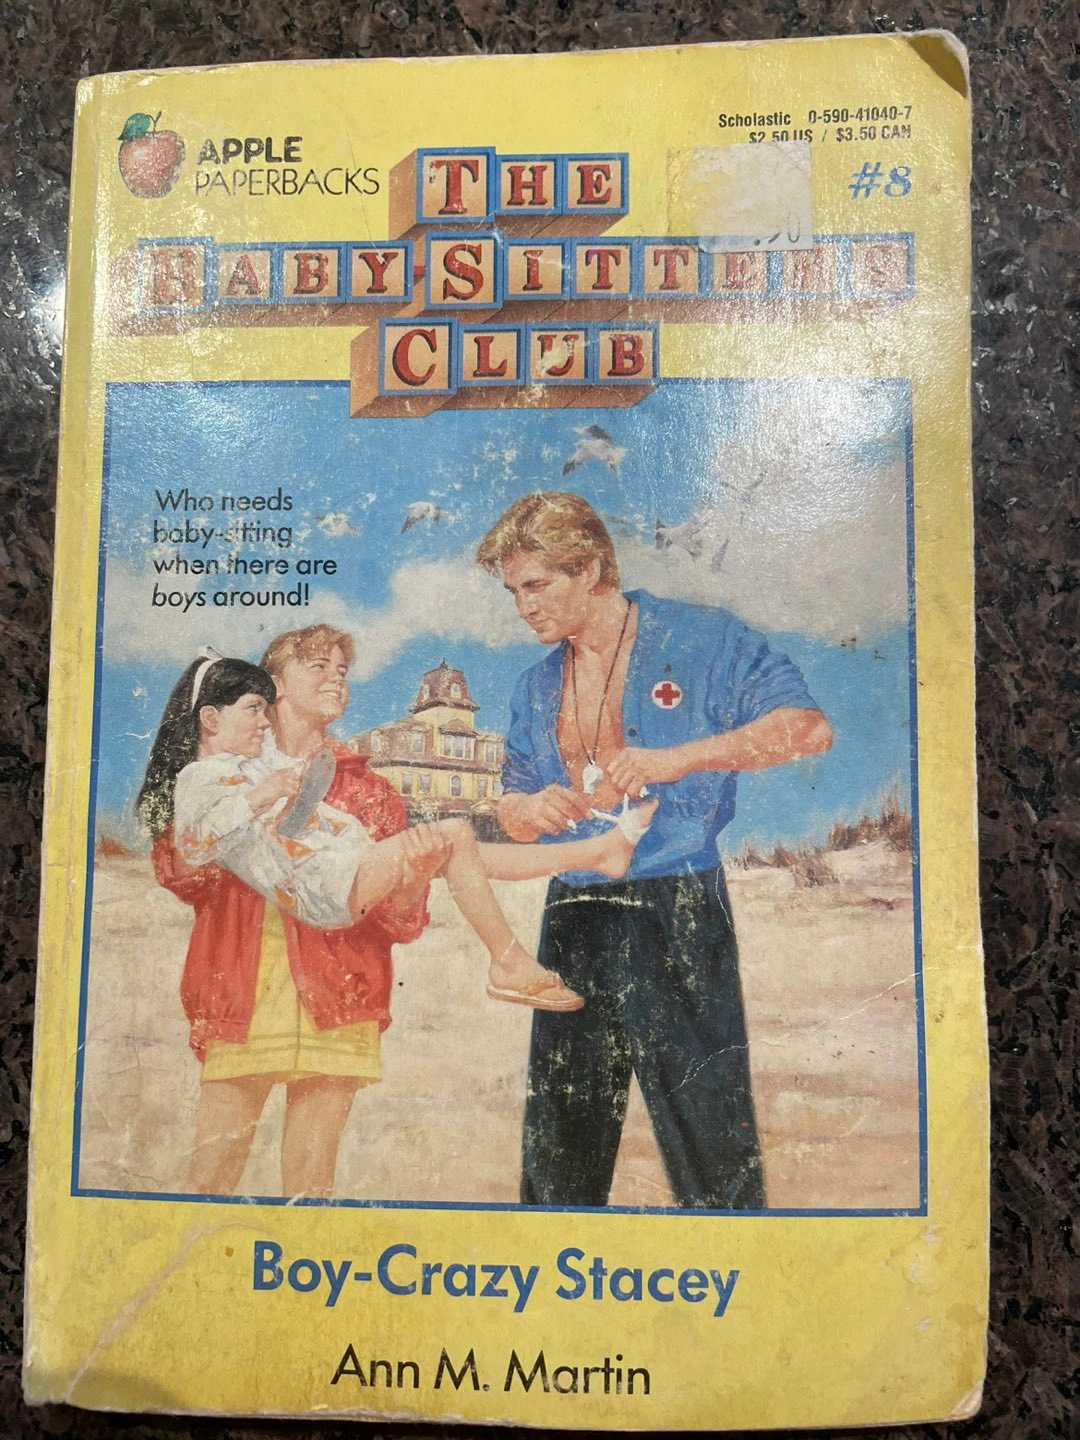 APPLE
PAPERBACKS
Scholastic 0-590-41040-7
$2.50 US / $3.50 CAN
#8
THE
BABY-SITTERS
CLUB
Who needs
baby-sitting
when there are
boys around!
Boy-Crazy Stacey
Ann M. Martin